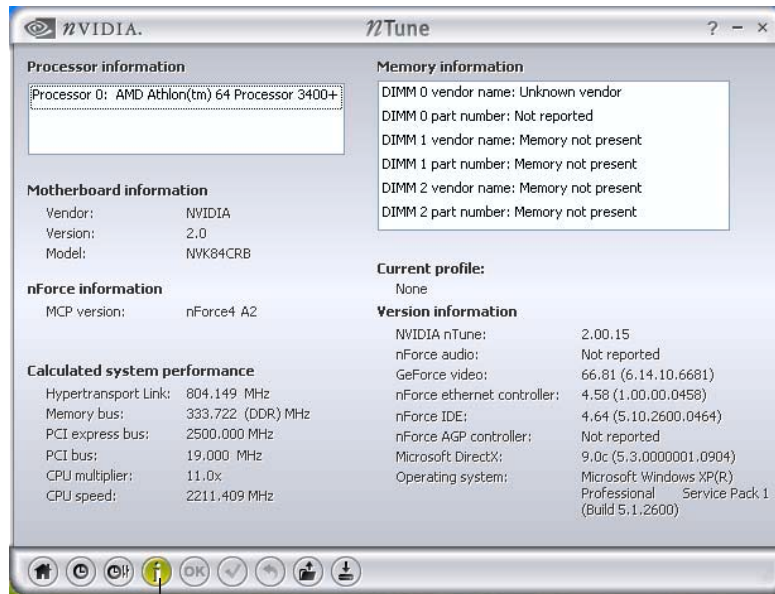 nVIDIA.
nTune
? – ×
Processor information
Processor 0: AMD Athlon(tm) 64 Processor 3400+
Motherboard information
Vendor: NVIDIA
Version: 2.0
Model: NVK84CRB
nForce information
MCP version: nForce4 A2
Calculated system performance
Hypertransport Link: 804.149 MHz
Memory bus: 333.722 (DDR) MHz
PCI express bus: 2500.000 MHz
PCI bus: 19.000 MHz
CPU multiplier: 11.0x
CPU speed: 2211.409 MHz
Memory information
DIMM 0 vendor name: Unknown vendor
DIMM 0 part number: Not reported
DIMM 1 vendor name: Memory not present
DIMM 1 part number: Memory not present
DIMM 2 vendor name: Memory not present
DIMM 2 part number: Memory not present
Current profile:
None
Version information
NVIDIA nTune: 2.00.15
nForce audio: Not reported
GeForce video: 66.81 (6.14.10.6681)
nForce ethernet controller: 4.58 (1.00.00.0458)
nForce IDE: 4.64 (5.10.2600.0464)
nForce AGP controller: Not reported
Microsoft DirectX: 9.0c (5.3.0000001.0904)
Operating system: Microsoft Windows XP(R)
Professional Service Pack 1
(Build 5.1.2600)
i
OK